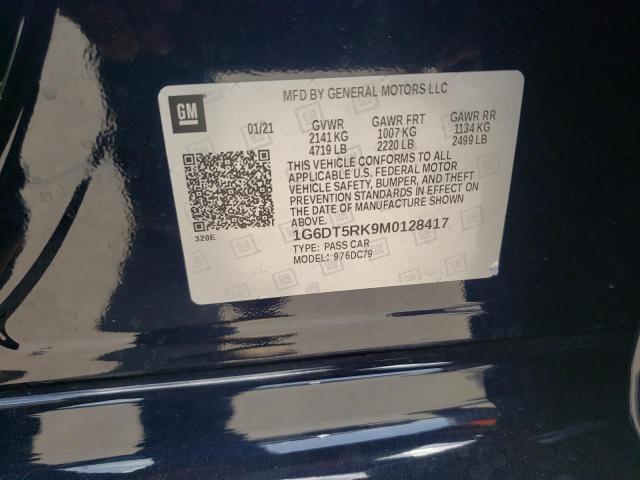 GM
MFD BY GENERAL MOTORS LLC
01/21 GVWR GAWR FRT GAWR RR
2141 KG 1007 KG 1134 KG
4719 LB 2220 LB 2499 LB
THIS VEHICLE CONFORMS TO ALL
APPLICABLE U.S. FEDERAL MOTOR
VEHICLE SAFETY, BUMPER, AND THEFT
PREVENTION STANDARDS IN EFFECT ON
THE DATE OF MANUFACTURE SHOWN
ABOVE.
328E
1G6DT5RK9M0128417
TYPE: PASS CAR
MODEL: 976DC79